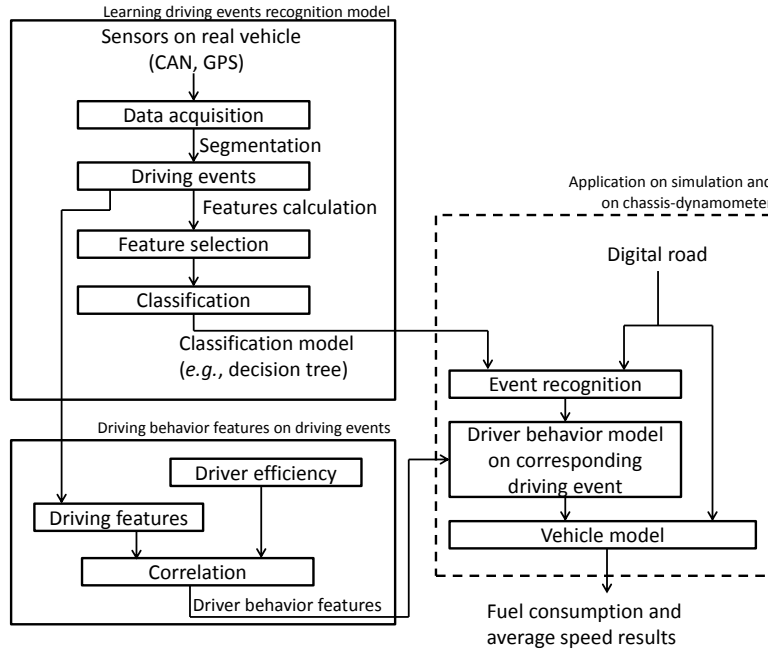 Learning driving events recognition model
Sensors on real vehicle
(CAN, GPS)
Data acquisition
Segmentation
Driving events
Features calculation
Feature selection
Classification
Classification model
(e.g., decision tree)
Driving behavior features on driving events
Driver efficiency
Driving features
Correlation
Driver behavior features
Application on simulation and
on chassis-dynamometer
Digital road
Event recognition
Driver behavior model
on corresponding
driving event
Vehicle model
Fuel consumption and
average speed results